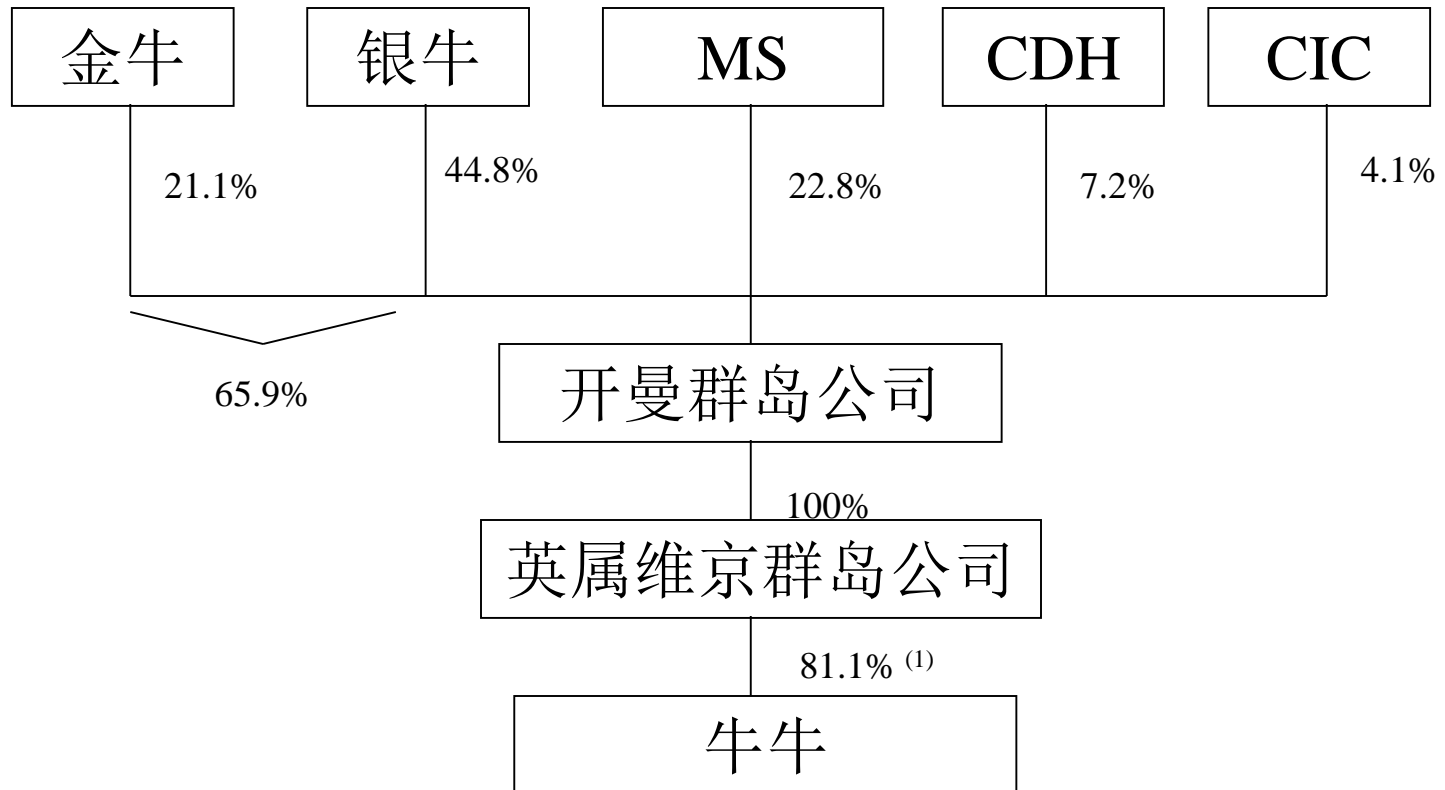 金牛
银牛
MS
CDH
CIC
21.1%
44.8%
22.8%
7.2%
4.1%
65.9%
开曼群岛公司
100%
英属维京群岛公司
81.1% (1)
牛牛